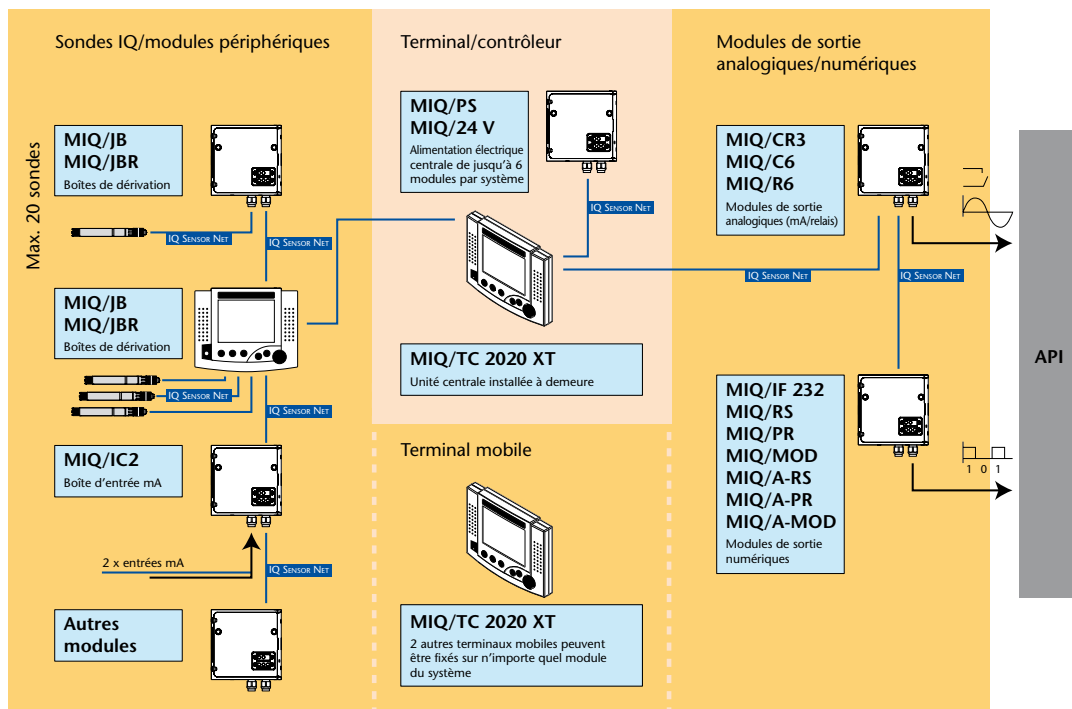 Sondes IQ/modules périphériques
Max. 20 sondes
MIQ/JB
MIQ/JBR
Boîtes de dérivation
IQ SENSOR NET
IQ SENSOR NET
MIQ/JB
MIQ/JBR
Boîtes de dérivation
IQ SENSOR NET
IQ SENSOR NET
MIQ/IC2
Boîte d'entrée mA
2 x entrées mA
IQ SENSOR NET
Autres
modules
Terminal/contrôleur
MIQ/PS
MIQ/24 V
Alimentation électrique
centrale de jusqu'à 6
modules par système
IQ SENSOR NET
MIQ/TC 2020 XT
Unité centrale installée à demeure
Terminal mobile
MIQ/TC 2020 XT
2 autres terminaux mobiles peuvent
être fixés sur n'importe quel module
du système
Modules de sortie
analogiques/numériques
MIQ/CR3
MIQ/C6
MIQ/R6
Modules de sortie
analogiques (mA/relais)
IQ SENSOR NET
IQ SENSOR NET
MIQ/IF 232
MIQ/RS
MIQ/PR
MIQ/MOD
MIQ/A-RS
MIQ/A-PR
MIQ/A-MOD
Modules de sortie
numériques
1 0 1
API